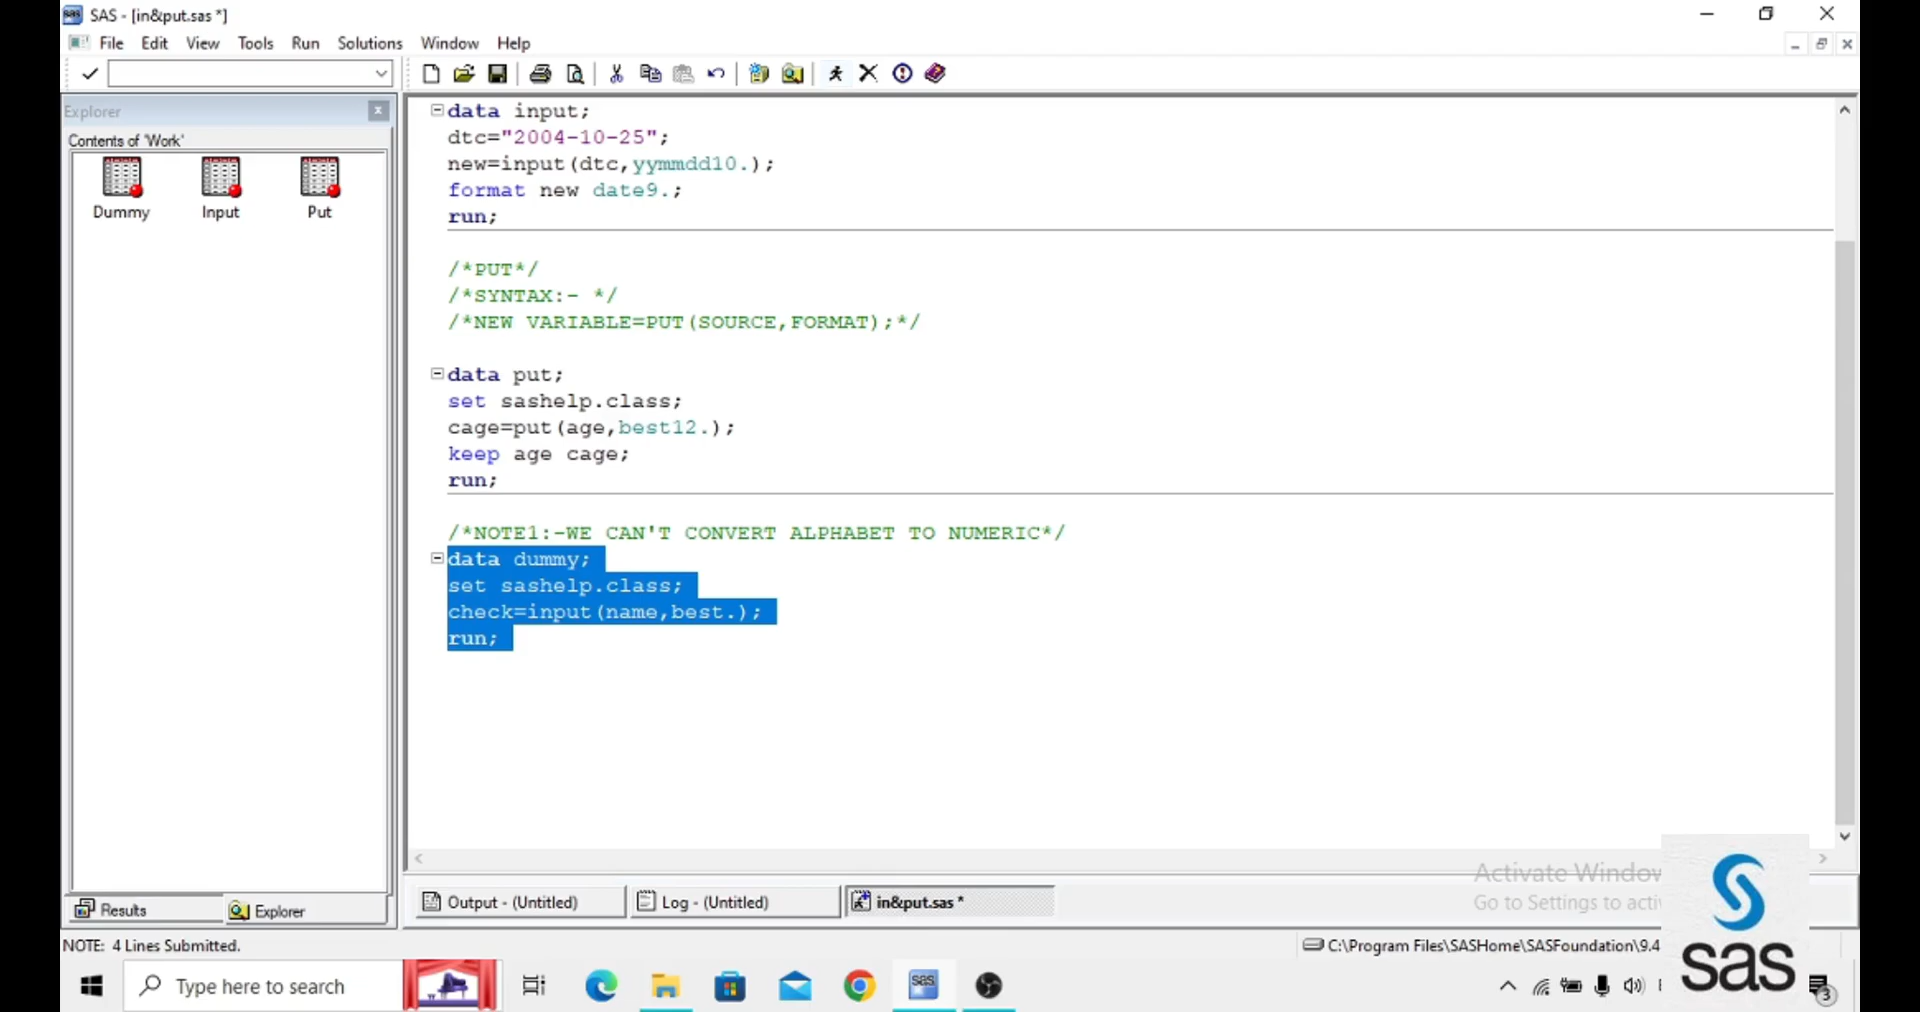 SAS - [in&put.sas *]
File Edit View Tools Run Solutions Window Help
Explorer
Contents of 'Work'
Dummy Input Put
data input;
dtc="2004-10-25";
new=input(dtc,yymmdd10.);
format new date9.;
run;
/*PUT*/
/*SYNTAX:- */
/*NEW VARIABLE=PUT(SOURCE,FORMAT);*/
data put;
set sashelp.class;
cage=put(age,best12.);
keep age cage;
run;
/*NOTE1:-WE CAN'T CONVERT ALPHABET TO NUMERIC*/
data dummy;
set sashelp.class;
check=input(name,best.);
run;
Activate Window
Go to Settings to acti
Results Explorer
Output - (Untitled) Log - (Untitled) in&put.sas *
NOTE: 4 Lines Submitted.
C:\Program Files\SASHome\SASFoundation\9.4
Type here to search
sas
3